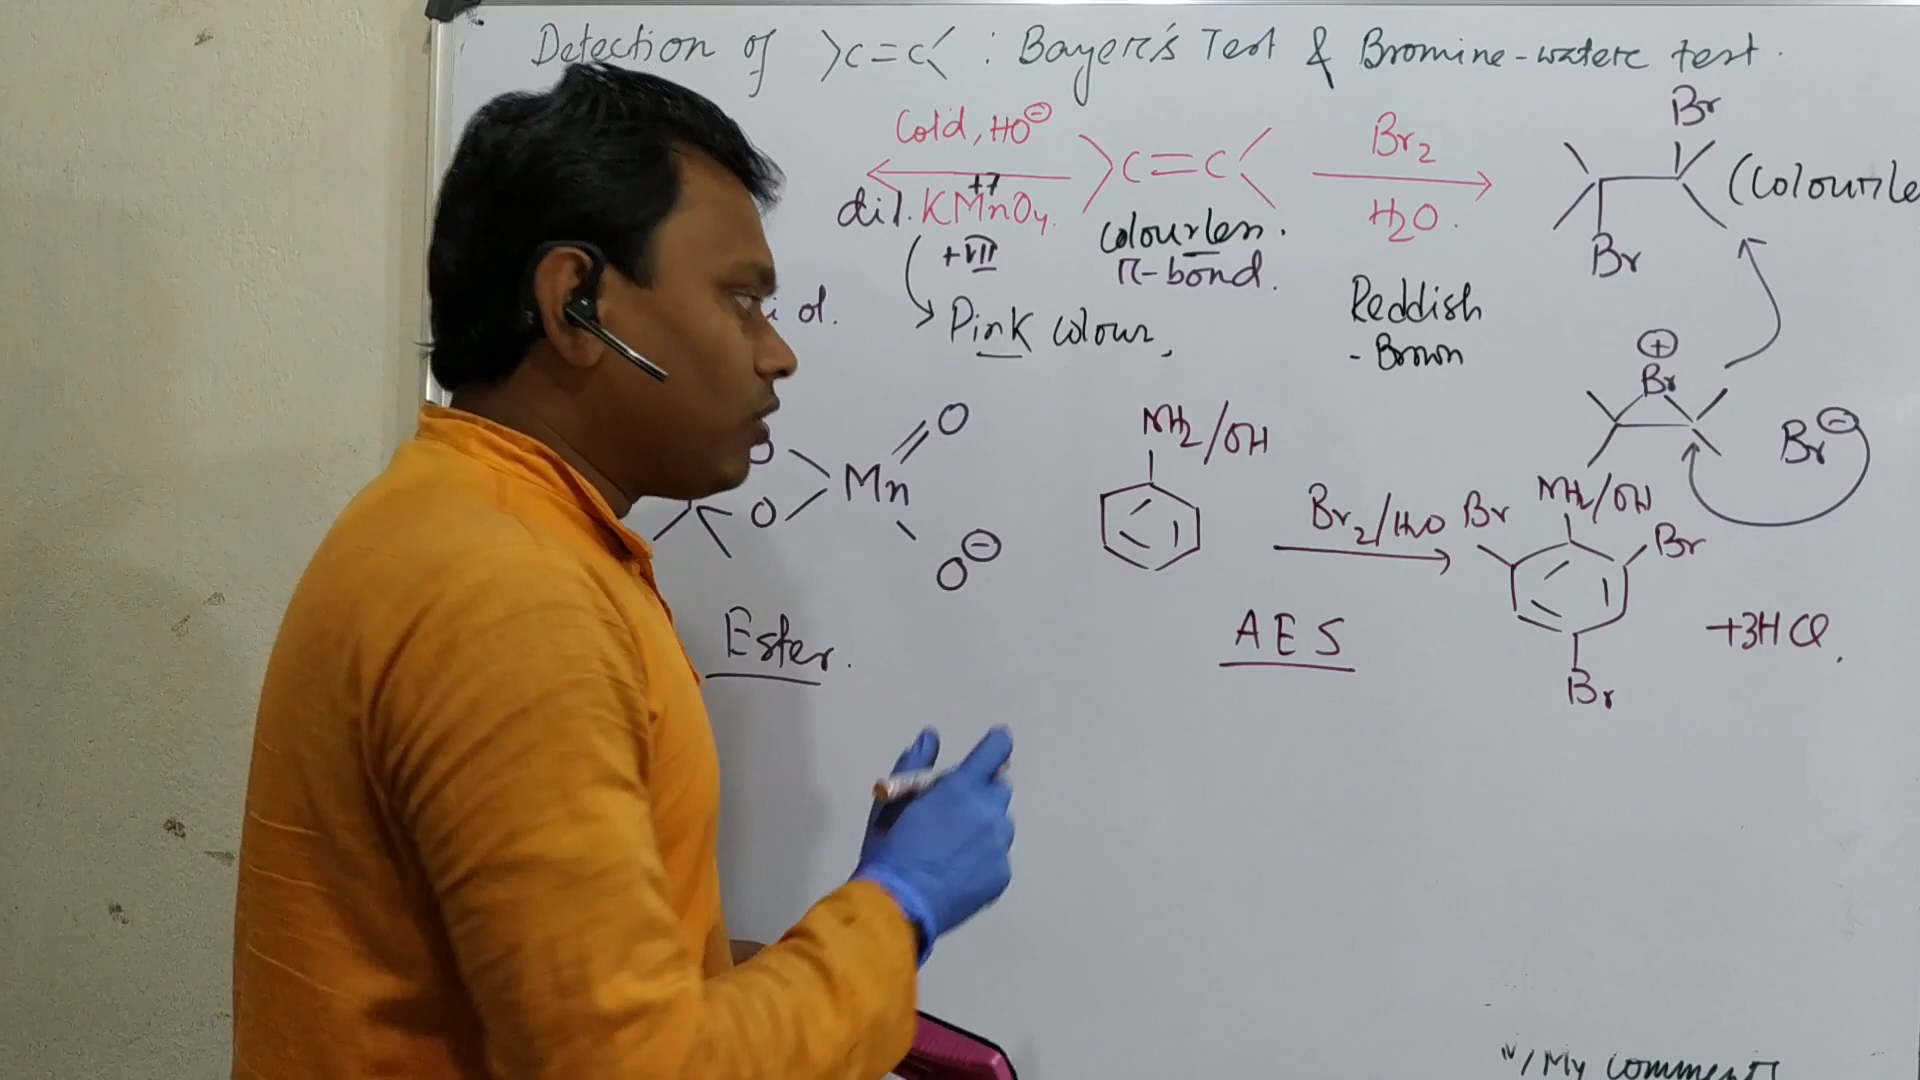 Detection of >C=C< : Bayer's Test & Bromine-water test.
Cold, HO⊖
dil. KMnO4.
+7
+VII
Pink colour,
>C=C<
colourless.
π-bond.
Br2
H2O.
Reddish
- Brown
Br
Br
(Colourle
ol.
⊕
Br
Br⊖
O
Mn
O
O⊖
Ester.
NH2/OH
Br2/H2O
AES
NH2/OH
Br
Br
Br
+3HCl.
"/My comments